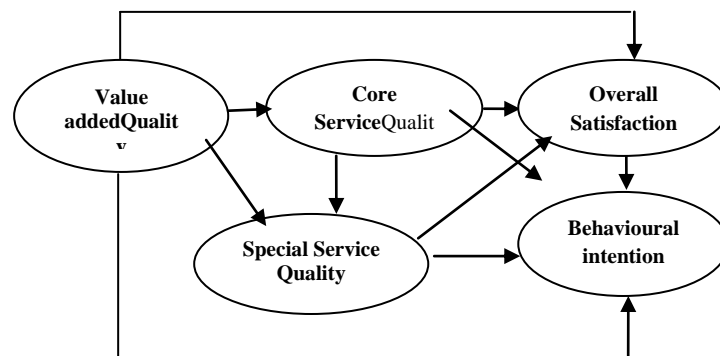 Value
addedQualit
y
Core
ServiceQualit
Overall
Satisfaction
Special Service
Quality
Behavioural
intention